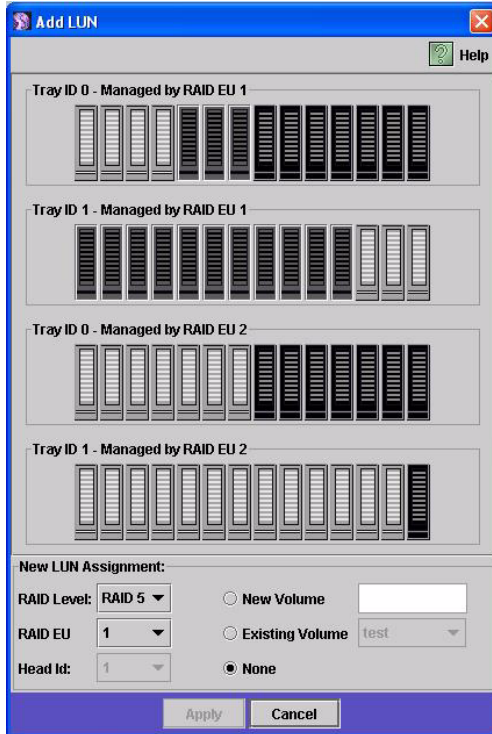 Add LUN
? Help
Tray ID 0 - Managed by RAID EU 1
Tray ID 1 - Managed by RAID EU 1
Tray ID 0 - Managed by RAID EU 2
Tray ID 1 - Managed by RAID EU 2
New LUN Assignment:
RAID Level: RAID 5 New Volume
RAID EU 1 Existing Volume test
Head Id: 1 None
Apply Cancel